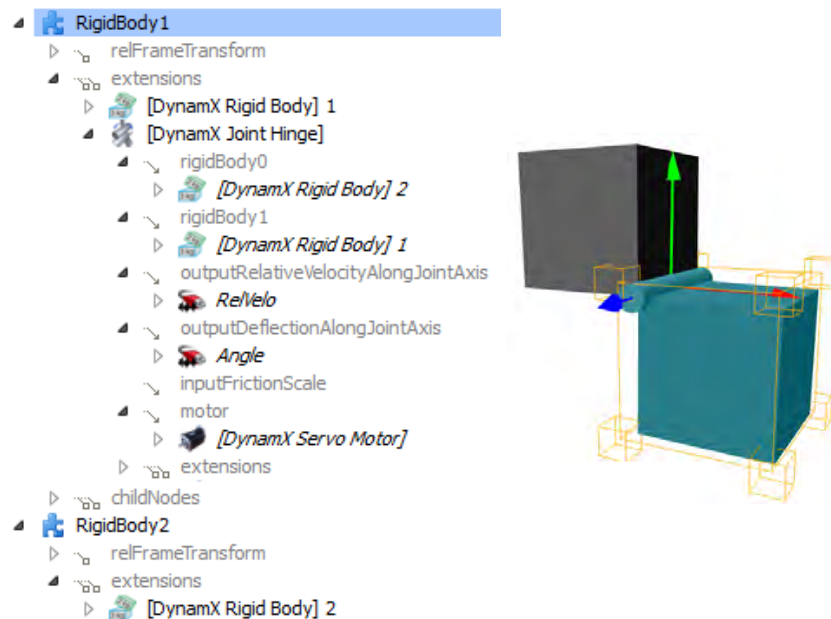 RigidBody1
relFrameTransform
extensions
[DynamX Rigid Body] 1
[DynamX Joint Hinge]
rigidBody0
[DynamX Rigid Body] 2
rigidBody1
[DynamX Rigid Body] 1
outputRelativeVelocityAlongJointAxis
RelVelo
outputDeflectionAlongJointAxis
Angle
inputFrictionScale
motor
[DynamX Servo Motor]
extensions
childNodes
RigidBody2
relFrameTransform
extensions
[DynamX Rigid Body] 2